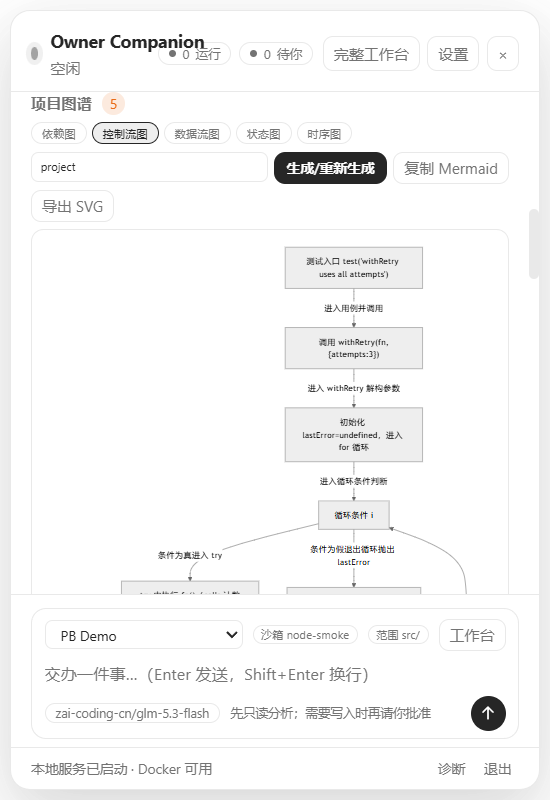 Owner Companion
空闲
0 运行
0 待你
完整工作台
设置
×
项目图谱 5
依赖图
控制流图
数据流图
状态图
时序图
project
生成/重新生成
复制 Mermaid
导出 SVG
测试入口 test('withRetry
uses all attempts')
进入用例并调用
调用 withRetry(fn,
{attempts:3})
进入 withRetry 解构参数
初始化
lastError=undefined，进入
for 循环
进入循环条件判断
循环条件 i
条件为真进入 try
条件为假退出循环抛出
lastError
PB Demo
沙箱 node-smoke
范围 src/
工作台
交办一件事...（Enter 发送，Shift+Enter 换行）
zai-coding-cn/glm-5.3-flash
先只读分析；需要写入时再请你批准
本地服务已启动 · Docker 可用
诊断
退出